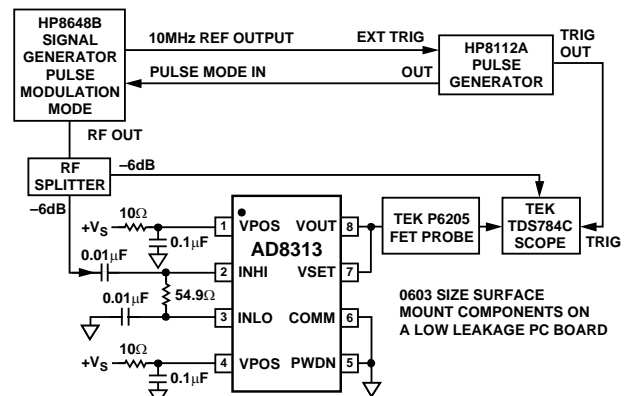 HP8648B
SIGNAL
GENERATOR
PULSE
MODULATION
MODE
10MHz REF OUTPUT
EXT TRIG
PULSE MODE IN
OUT
HP8112A
PULSE
GENERATOR
TRIG
OUT
RF OUT
RF
SPLITTER
–6dB
–6dB
+VS
10Ω
0.1μF
0.01μF
54.9Ω
0.01μF
+VS
10Ω
0.1μF
1
VPOS
2
INHI
3
INLO
4
VPOS
AD8313
VOUT
8
VSET
7
COMM
6
PWDN
5
TEK P6205
FET PROBE
TEK
TDS784C
SCOPE
TRIG
0603 SIZE SURFACE
MOUNT COMPONENTS ON
A LOW LEAKAGE PC BOARD